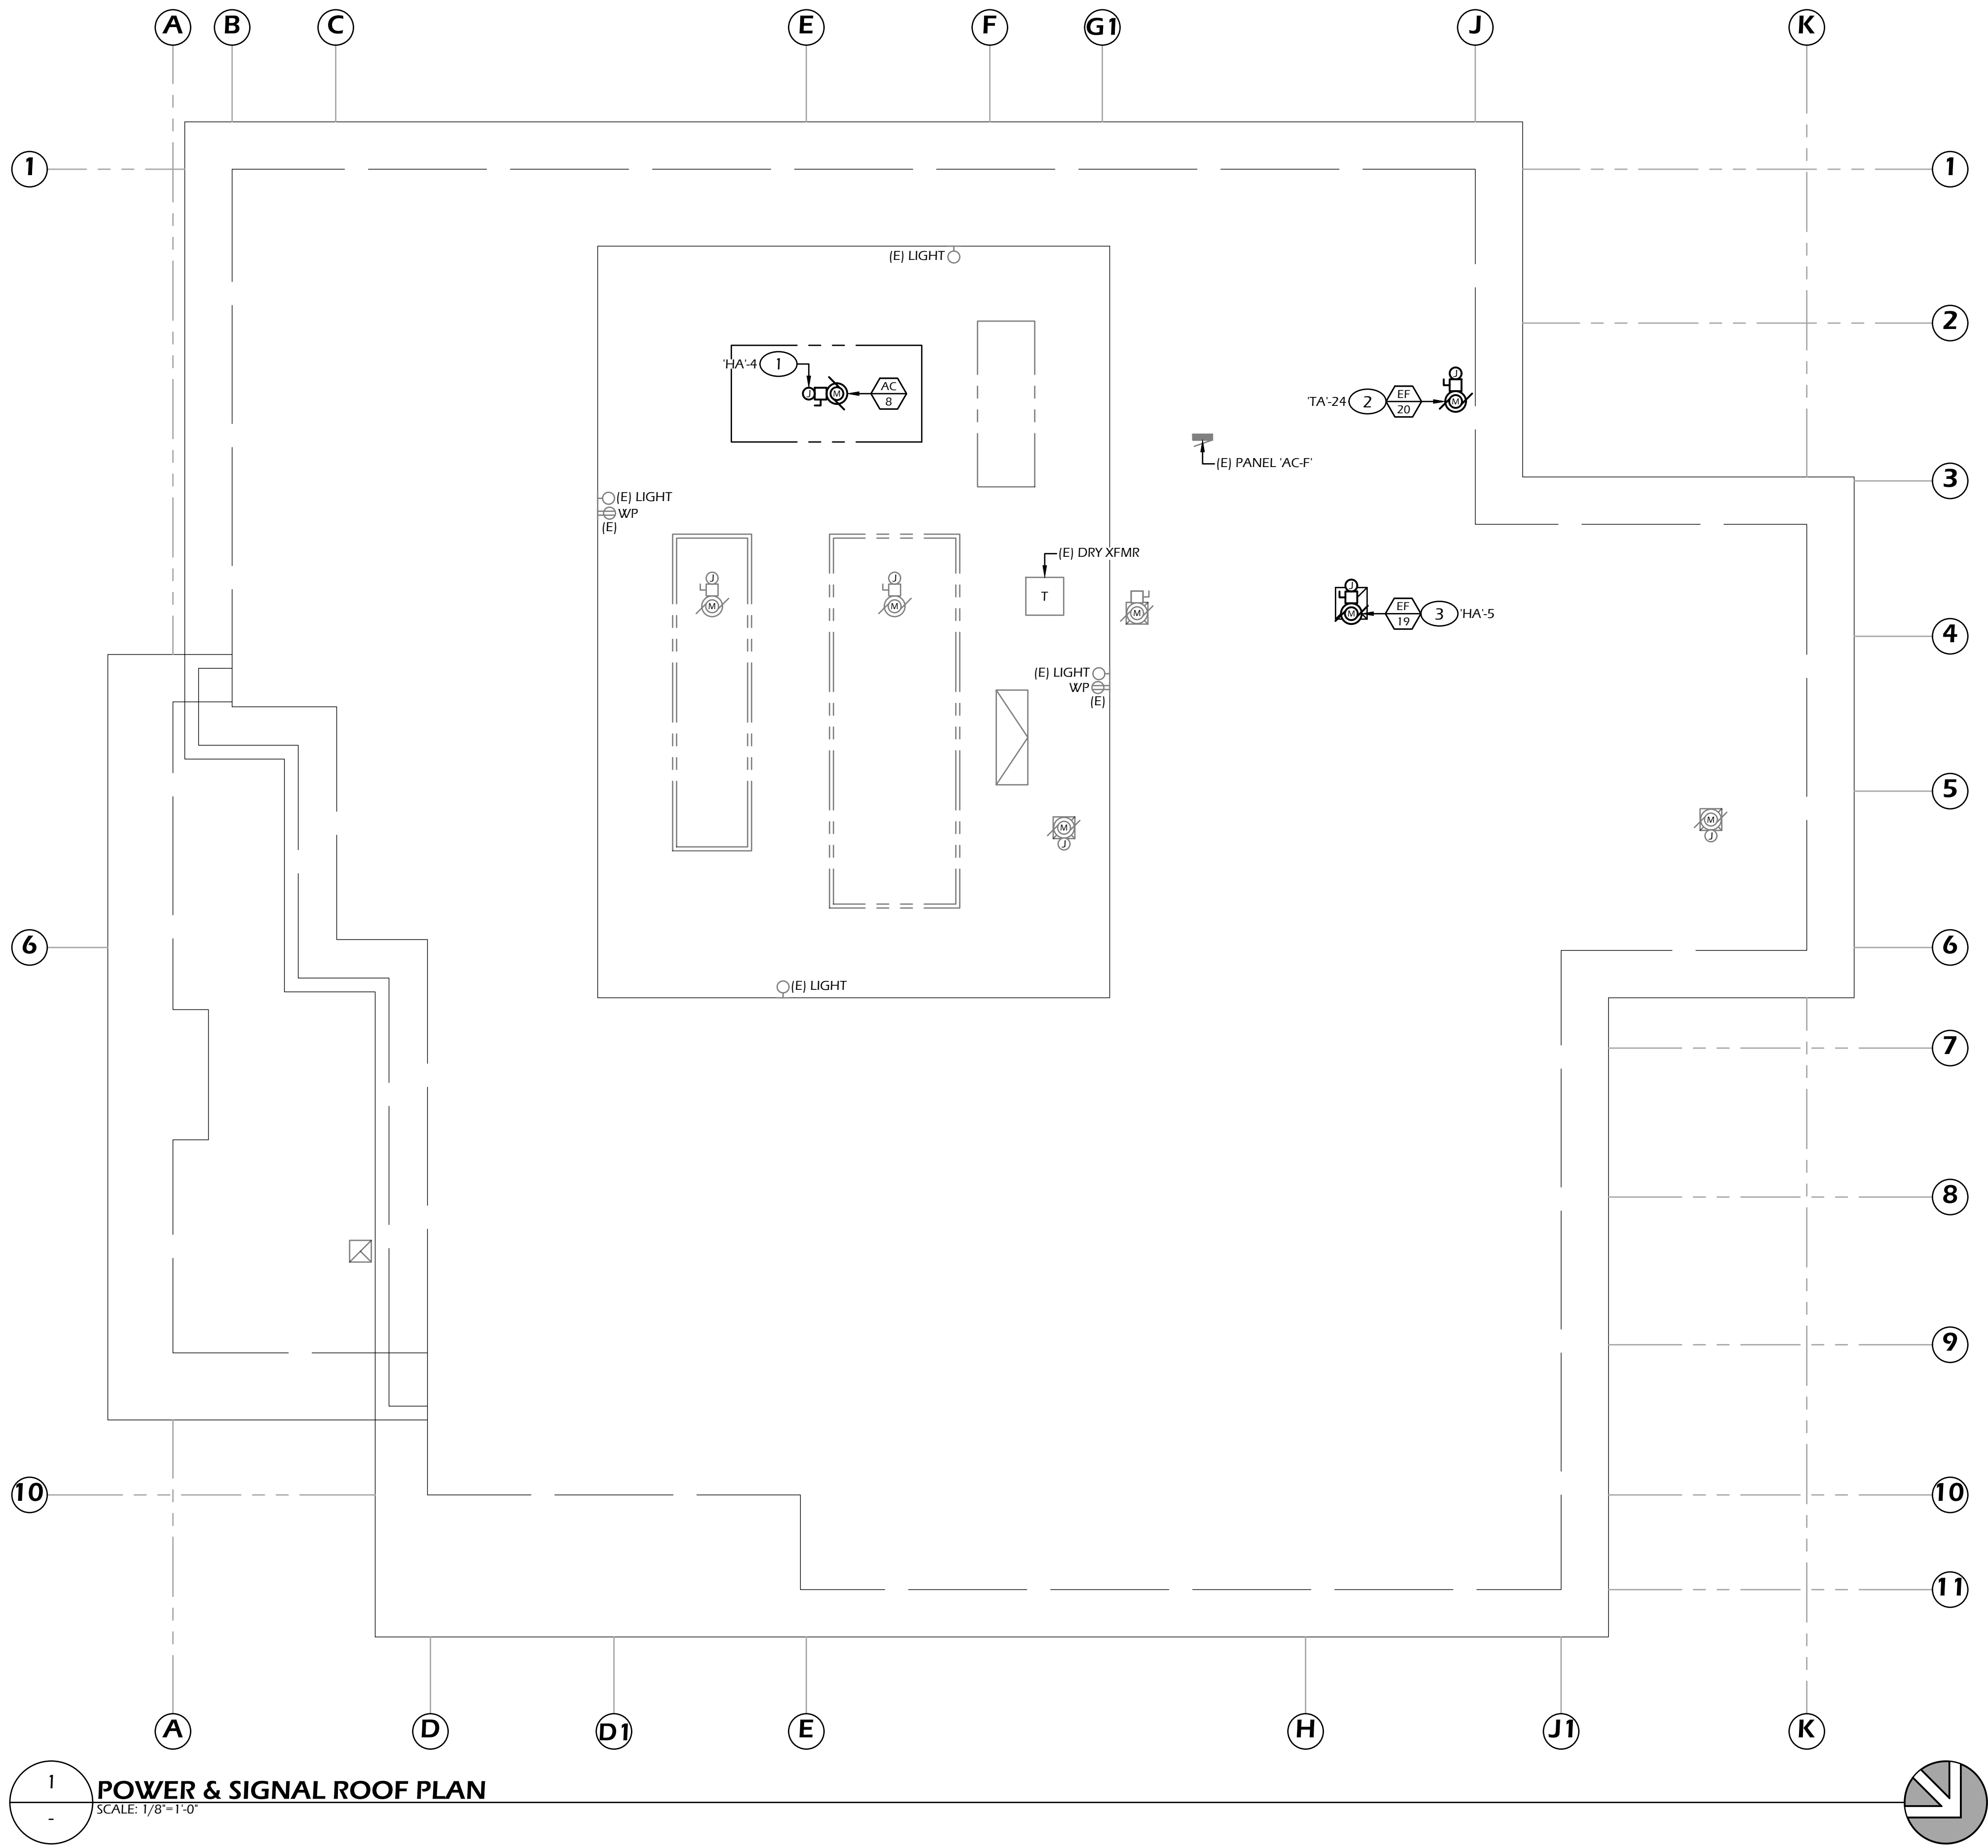 A B C E F G1 J K
1 1
(E) LIGHT
2
'HA'-4 1
J M AC
8
J
'TA'-24 2 EF
20 M
(E) PANEL 'AC-F'
3
(E) LIGHT
WP
(E)
(E) DRY XFMR
J J
M M
T
M
J
M EF
19 3 'HA'-5
4
(E) LIGHT
WP
(E)
5
M
J
M
J
6 6
(E) LIGHT
7
8
9
10 10
11
A D D1 E H J1 K
1
POWER & SIGNAL ROOF PLAN
SCALE: 1/8"=1'-0"
-